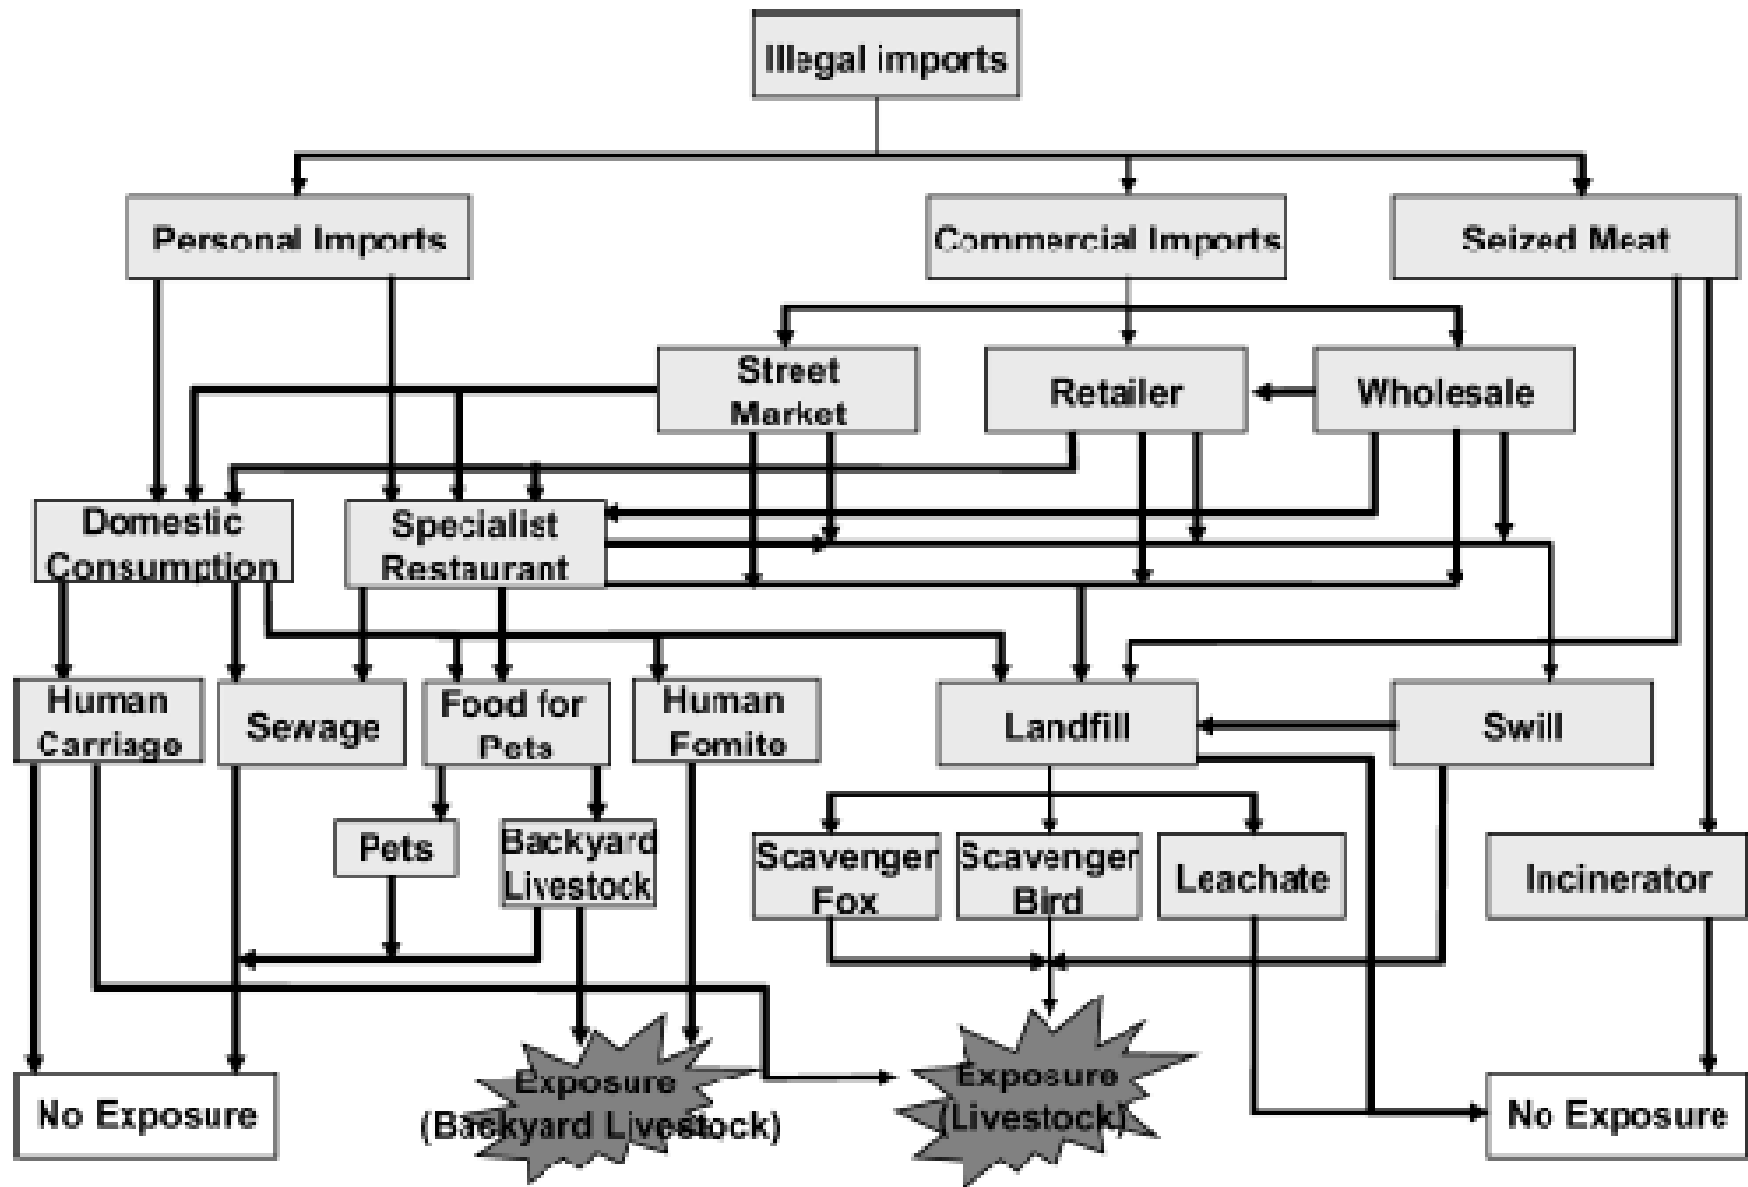 Illegal imports
Personal Imports
Commercial Imports
Seized Meat
Street
Market
Retailer
Wholesale
Domestic
Consumption
Specialist
Restaurant
Human
Carriage
Sewage
Food for
Pets
Human
Fomite
Landfill
Swill
Pets
Backyard
Livestock
Scavenger
Fox
Scavenger
Bird
Leachate
Incinerator
No Exposure
Exposure
(Backyard Livestock)
Exposure
(Livestock)
No Exposure